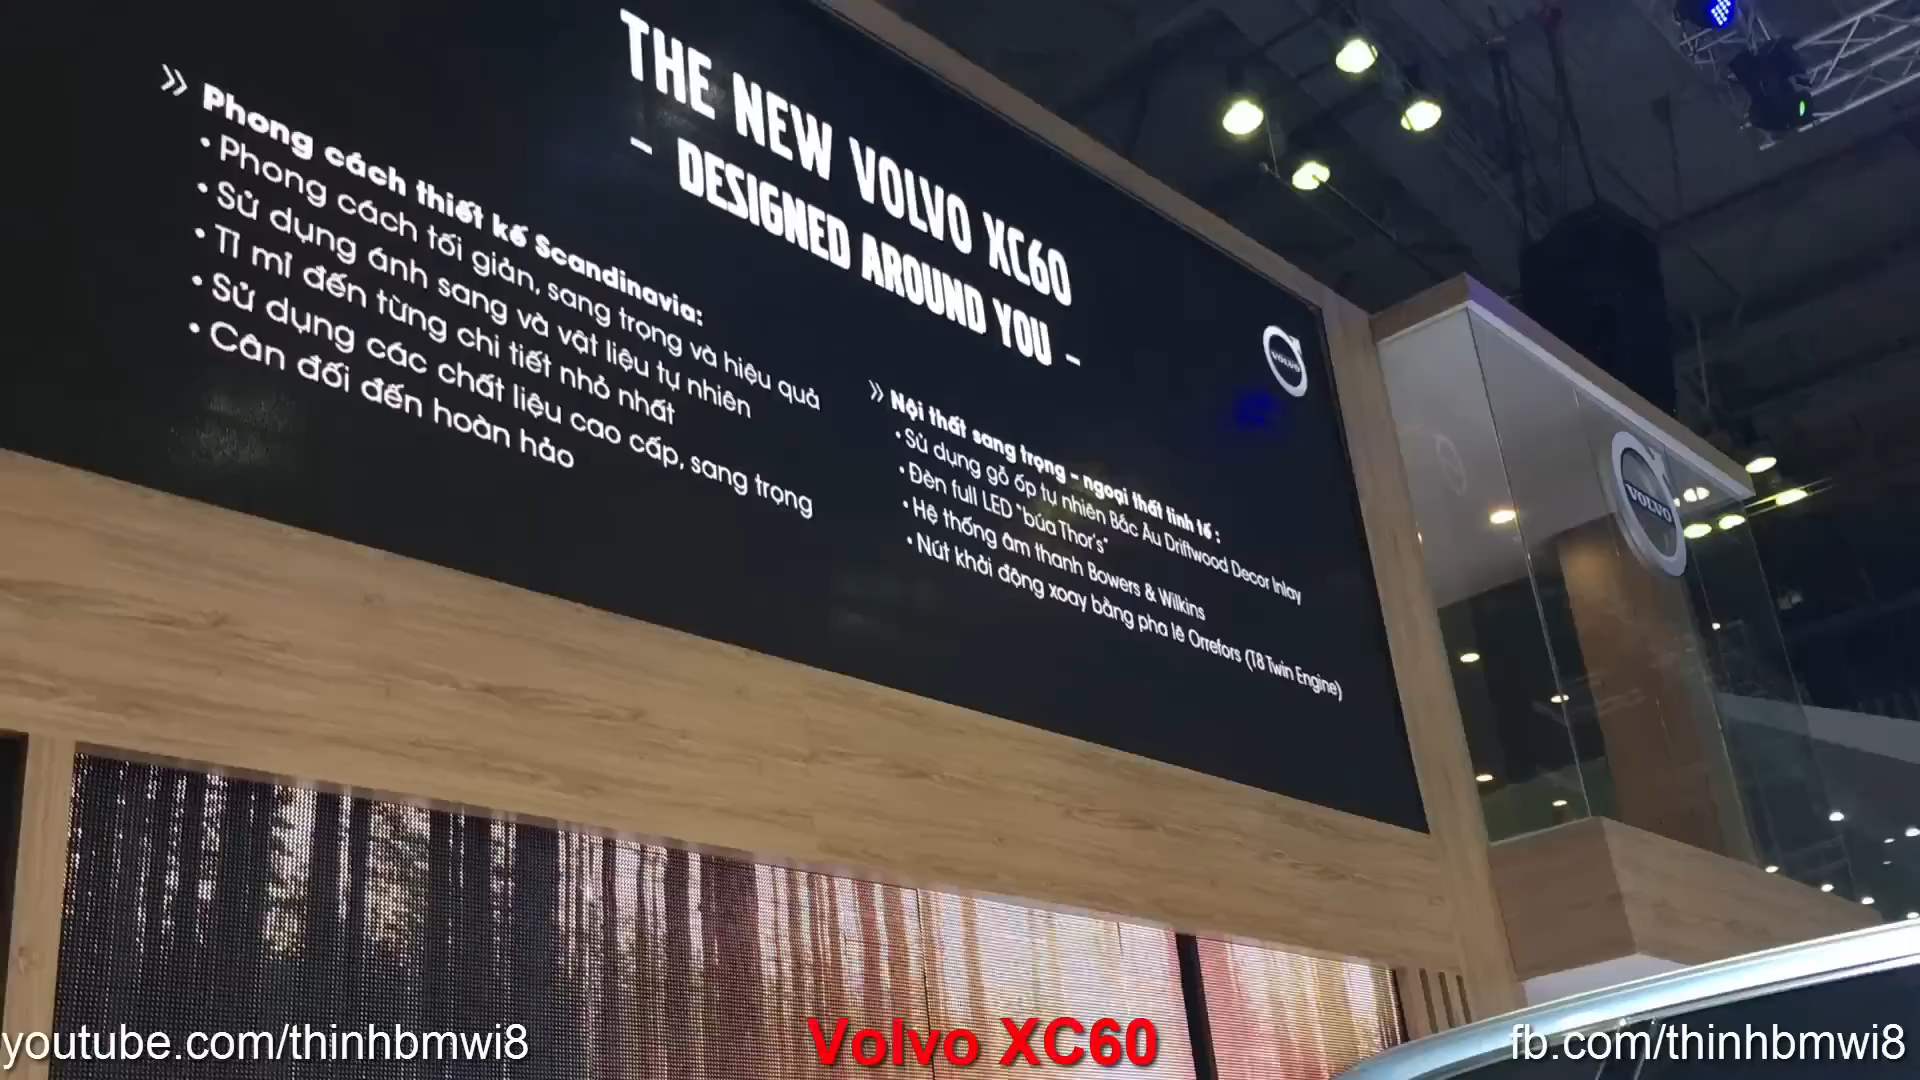 THE NEW VOLVO XC60
- DESIGNED AROUND YOU -
» Phong cách thiết kế Scandinavia:
• Phong cách tối giản, sang trọng và hiệu quả
• Sử dụng ánh sang và vật liệu tự nhiên
• Tỉ mỉ đến từng chi tiết nhỏ nhất
• Sử dụng các chất liệu cao cấp, sang trọng
• Cân đối đến hoàn hảo
» Nội thất sang trọng - ngoại thất tinh tế :
• Sử dụng gỗ ốp tự nhiên Bắc Âu Driftwood Decor Inlay
• Đèn full LED "búa Thor's"
• Hệ thống âm thanh Bowers & Wilkins
• Nút khởi động xoay bằng pha lê Orrefors (T8 Twin Engine)
VOLVO
VOLVO
youtube.com/thinhbmwi8
Volvo XC60
fb.com/thinhbmwi8